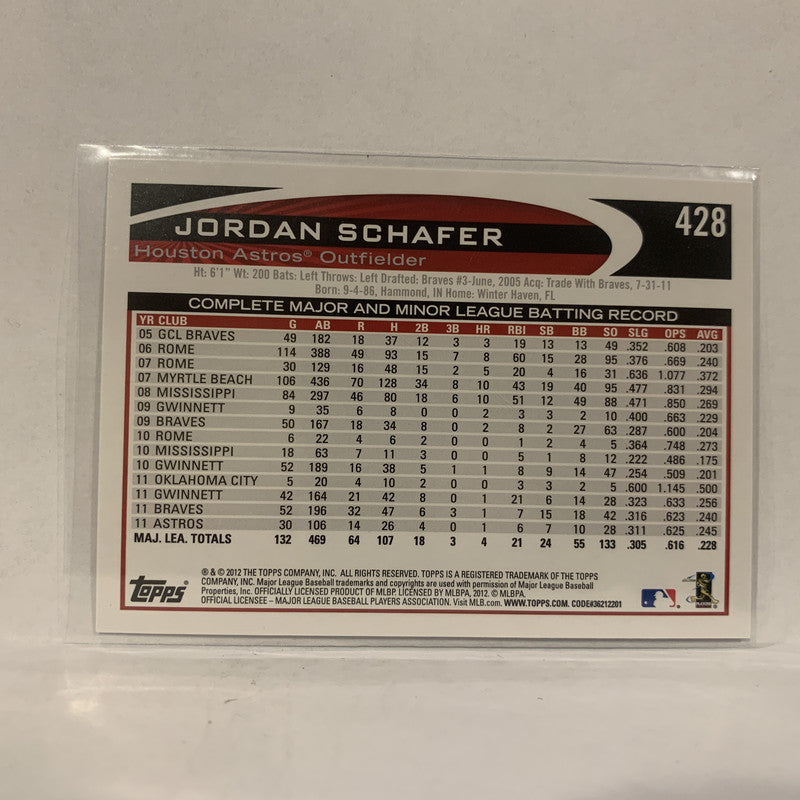 JORDAN SCHAFER
428
Houston Astros® Outfielder
Ht: 6'1" Wt: 200 Bats: Left Throws: Left Drafted: Braves #3-June, 2005 Acq: Trade With Braves, 7-31-11
Born: 9-4-86, Hammond, IN Home: Winter Haven, FL
COMPLETE MAJOR AND MINOR LEAGUE BATTING RECORD
YR CLUB G AB R H 2B 3B HR RBI SB BB SO SLG OPS AVG
05 GCL BRAVES 49 182 18 37 12 3 3 19 13 13 49 .352 .608 .203
06 ROME 114 388 49 93 15 7 8 60 15 28 95 .376 .669 .240
07 ROME 30 129 16 48 15 2 5 20 4 16 31 .636 1.077 .372
07 MYRTLE BEACH 106 436 70 128 34 8 10 43 19 40 95 .477 .831 .294
08 MISSISSIPPI 84 297 46 80 18 6 10 51 12 49 88 .471 .850 .269
09 GWINNETT 9 35 6 8 0 0 2 3 3 2 10 .400 .663 .229
09 BRAVES 50 167 18 34 8 0 2 8 2 27 63 .287 .600 .204
10 ROME 6 22 4 6 2 0 0 1 2 4 5 .364 .748 .273
10 MISSISSIPPI 18 63 7 11 3 0 0 5 1 8 12 .222 .486 .175
10 GWINNETT 52 189 16 38 5 1 1 8 9 14 47 .254 .509 .201
11 OKLAHOMA CITY 5 20 4 10 2 0 0 3 3 2 5 .600 1.145 .500
11 GWINNETT 42 164 21 42 8 0 1 21 6 14 28 .323 .633 .256
11 BRAVES 52 196 32 47 6 3 1 7 15 18 42 .316 .623 .240
11 ASTROS 30 106 14 26 4 0 1 6 7 10 28 .311 .625 .245
MAJ. LEA. TOTALS 132 469 64 107 18 3 4 21 24 55 133 .305 .616 .228
® & © 2012 THE TOPPS COMPANY, INC. ALL RIGHTS RESERVED. TOPPS IS A REGISTERED TRADEMARK OF THE TOPPS
COMPANY, INC. Major League Baseball trademarks and copyrights are used with permission of Major League Baseball
Properties, Inc. OFFICIALLY LICENSED PRODUCT OF MLBP. LICENSED BY MLBPA, 2012. © MLBPA.
OFFICIAL LICENSEE – MAJOR LEAGUE BASEBALL PLAYERS ASSOCIATION. Visit MLB.com. WWW.TOPPS.COM. CODE#36212201
TOPPS